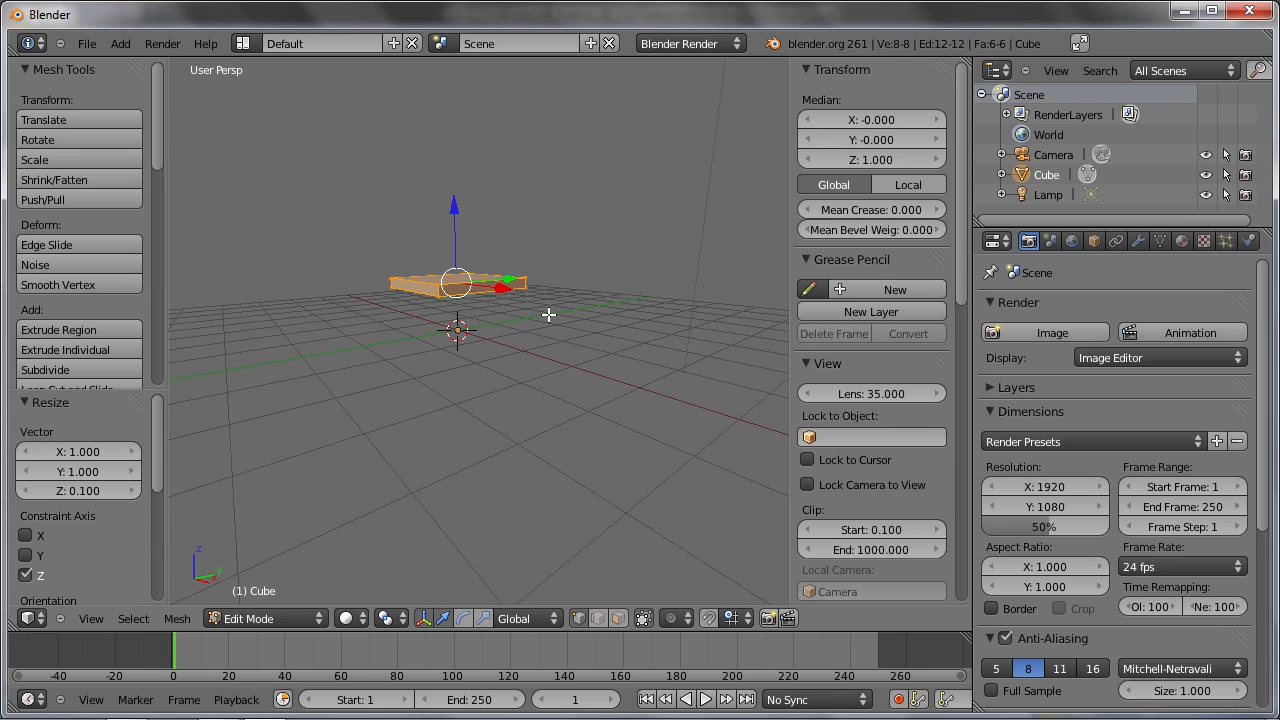 Blender
File Add Render Help
Default
Scene
Blender Render
blender.org 261 | Ve:8-8 | Ed:12-12 | Fa:6-6 | Cube
Mesh Tools
Transform:
Translate
Rotate
Scale
Shrink/Fatten
Push/Pull
Deform:
Edge Slide
Noise
Smooth Vertex
Add:
Extrude Region
Extrude Individual
Subdivide
Loop Cut and Slide
Resize
Vector
X: 1.000
Y: 1.000
Z: 0.100
Constraint Axis
X
Y
Z
Orientation
User Persp
z
y
(1) Cube
Transform
Median:
X: -0.000
Y: -0.000
Z: 1.000
Global Local
Mean Crease: 0.000
Mean Bevel Weig: 0.000
Grease Pencil
New
New Layer
Delete Frame Convert
View
Lens: 35.000
Lock to Object:
Lock to Cursor
Lock Camera to View
Clip:
Start: 0.100
End: 1000.000
Local Camera:
Camera
View Select Mesh
Edit Mode
Global
-40 -20 0 20 40 60 80 100 120 140 160 180 200 220 240 260
View Marker Frame Playback
Start: 1
End: 250
1
No Sync
View Search
All Scenes
Scene
RenderLayers |
World
Camera |
Cube |
Lamp |
Scene
Render
Image
Animation
Display:
Image Editor
Layers
Dimensions
Render Presets
Resolution: Frame Range:
X: 1920 Start Frame: 1
Y: 1080 End Frame: 250
50% Frame Step: 1
Aspect Ratio: Frame Rate:
X: 1.000 24 fps
Y: 1.000 Time Remapping:
Border Crop Ol: 100 Ne: 100
Anti-Aliasing
5 8 11 16 Mitchell-Netravali
Full Sample Size: 1.000